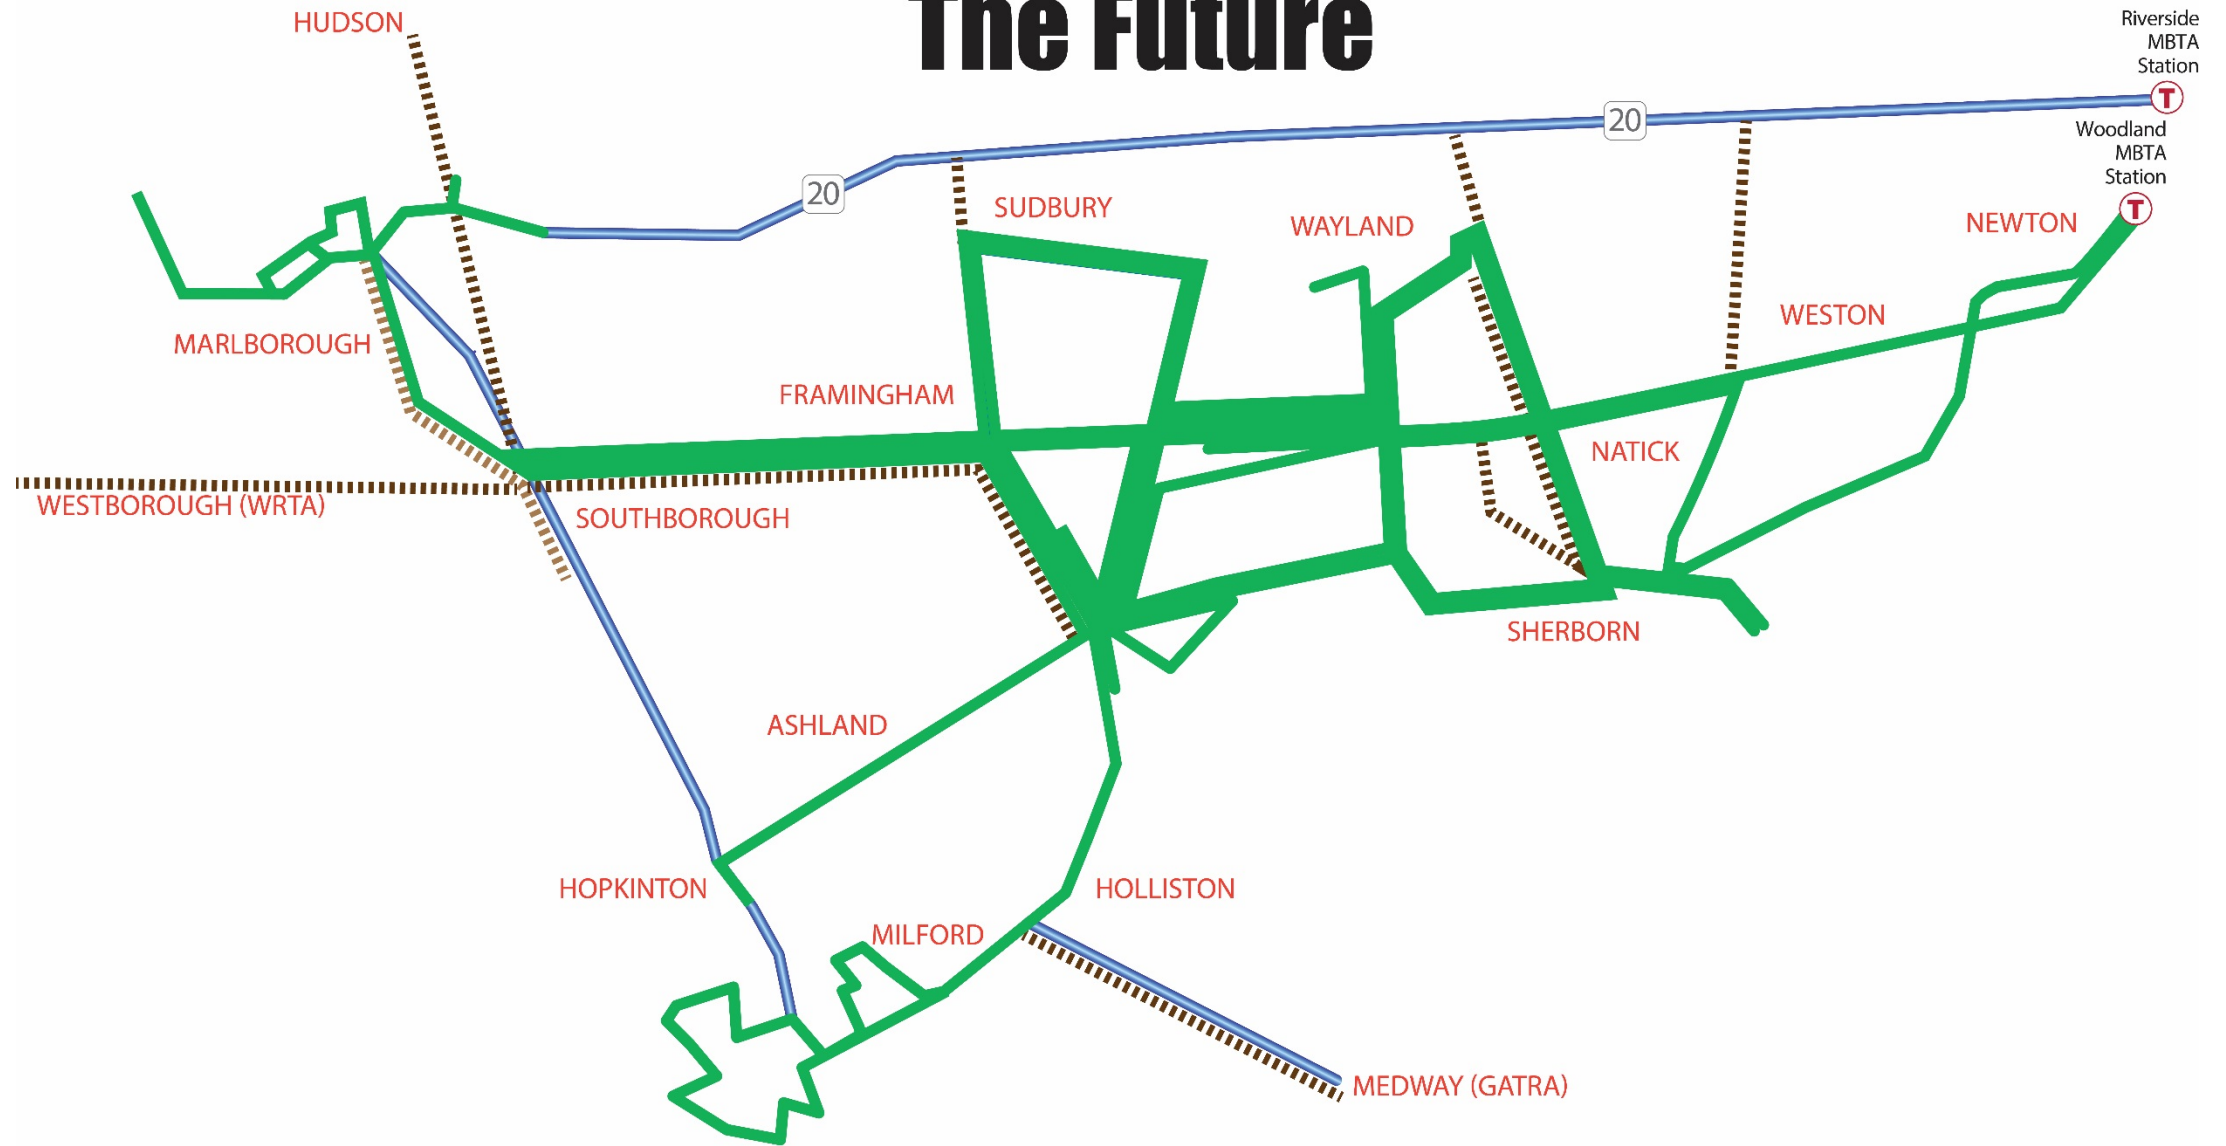 The Future
HUDSON
Riverside
MBTA
Station
T
20
Woodland
MBTA
Station
T
20
SUDBURY
WAYLAND
NEWTON
MARLBOROUGH
WESTON
FRAMINGHAM
NATICK
WESTBOROUGH (WRTA)
SOUTHBOROUGH
SHERBORN
ASHLAND
HOPKINTON
HOLLISTON
MILFORD
MEDWAY (GATRA)